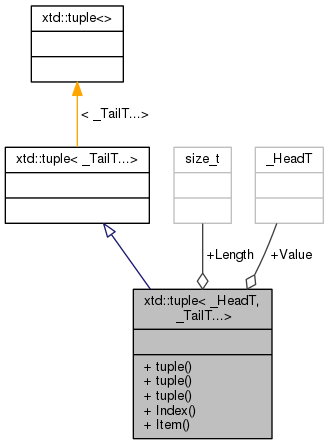 xtd::tuple<>
< _TailT...>
xtd::tuple< _TailT...>
size_t
_HeadT
+Length
+Value
xtd::tuple< _HeadT,
_TailT...>
+ tuple()
+ tuple()
+ tuple()
+ Index()
+ Item()